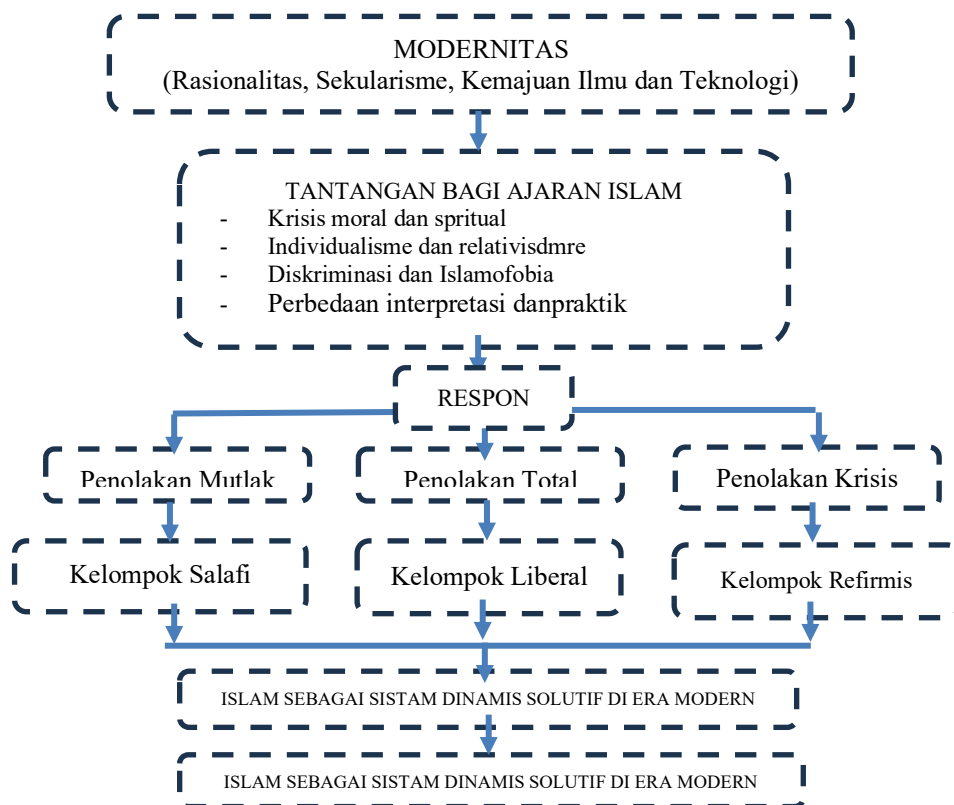 MODERNITAS
(Rasionalitas, Sekularisme, Kemajuan Ilmu dan Teknologi)
TANTANGAN BAGI AJARAN ISLAM
- Krisis moral dan spritual
- Individualisme dan relativisdmre
- Diskriminasi dan Islamofobia
- Perbedaan interpretasi danpraktik
RESPON
Penolakan Mutlak
Penolakan Total
Penolakan Krisis
Kelompok Salafi
Kelompok Liberal
Kelompok Refirmis
ISLAM SEBAGAI SISTAM DINAMIS SOLUTIF DI ERA MODERN
ISLAM SEBAGAI SISTAM DINAMIS SOLUTIF DI ERA MODERN